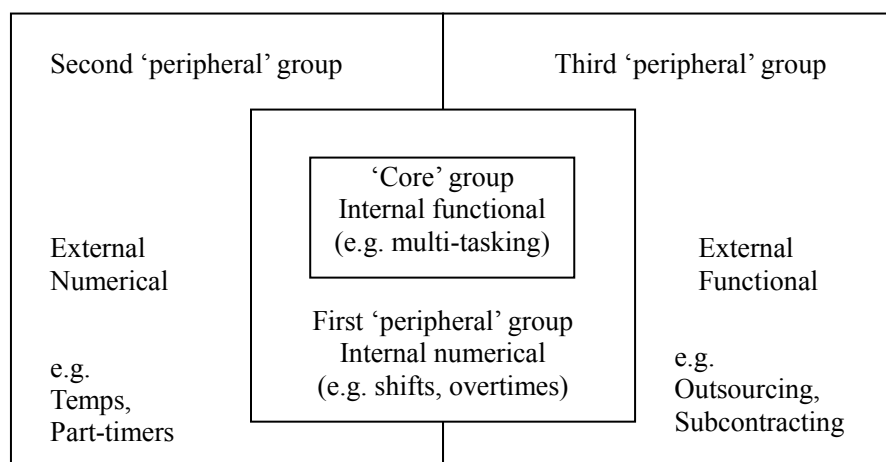 Second ‘peripheral’ group
Third ‘peripheral’ group
‘Core’ group
Internal functional
(e.g. multi-tasking)
External
Numerical
External
Functional
First ‘peripheral’ group
Internal numerical
(e.g. shifts, overtimes)
e.g.
Temps,
Part-timers
e.g.
Outsourcing,
Subcontracting